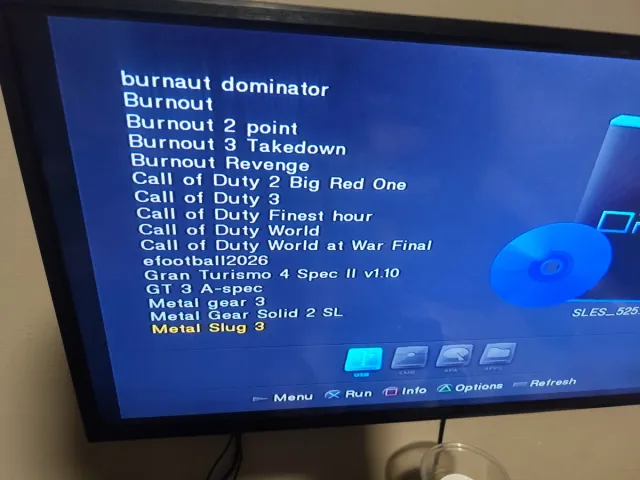 burnaut dominator
Burnout
Burnout 2 point
Burnout 3 Takedown
Burnout Revenge
Call of Duty 2 Big Red One
Call of Duty 3
Call of Duty Finest hour
Call of Duty World
Call of Duty World at War Final
efootball2026
Gran Turismo 4 Spec II v1.10
GT 3 A-spec
Metal gear 3
Metal Gear Solid 2 SL
Metal Slug 3
SLES_525.
USB
Menu Run Info Options Refresh